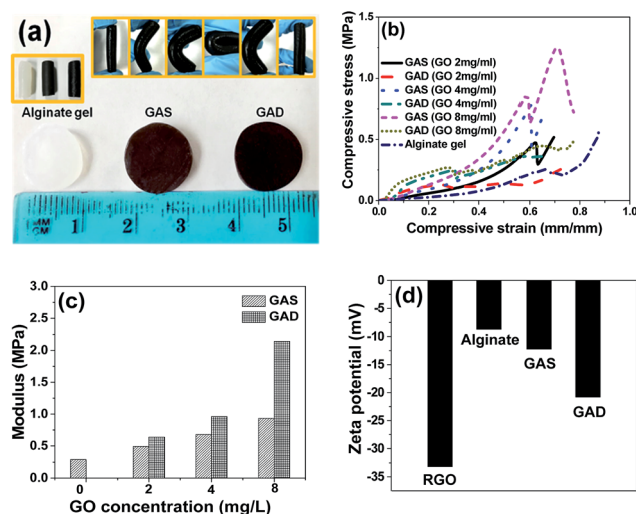 (a)
Alginate gel GAS GAD
MM
CM 1 2 3 4 5
(b)
Compressive stress (MPa)
1.5
1.0
0.5
0.0
GAS (GO 2mg/ml)
GAD (GO 2mg/ml)
GAS (GO 4mg/ml)
GAD (GO 4mg/ml)
GAS (GO 8mg/ml)
GAD (GO 8mg/ml)
Alginate gel
0.0 0.2 0.4 0.6 0.8 1.0
Compressive strain (mm/mm)
(c)
Modulus (MPa)
3.0
2.5
2.0
1.5
1.0
0.5
0.0
GAS
GAD
0 2 4 8
GO concentration (mg/L)
(d)
Zeta potential (mV)
0
-5
-10
-15
-20
-25
-30
-35
Alginate
GAS
GAD
RGO